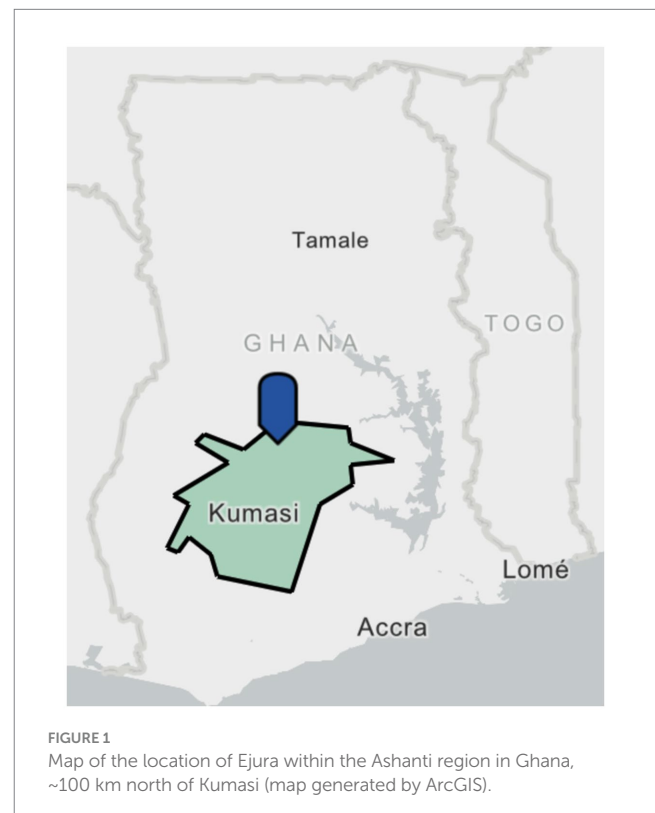 Tamale
GHANA
TOGO
Kumasi
Lomé
Accra
FIGURE 1
Map of the location of Ejura within the Ashanti region in Ghana,
~100 km north of Kumasi (map generated by ArcGIS).